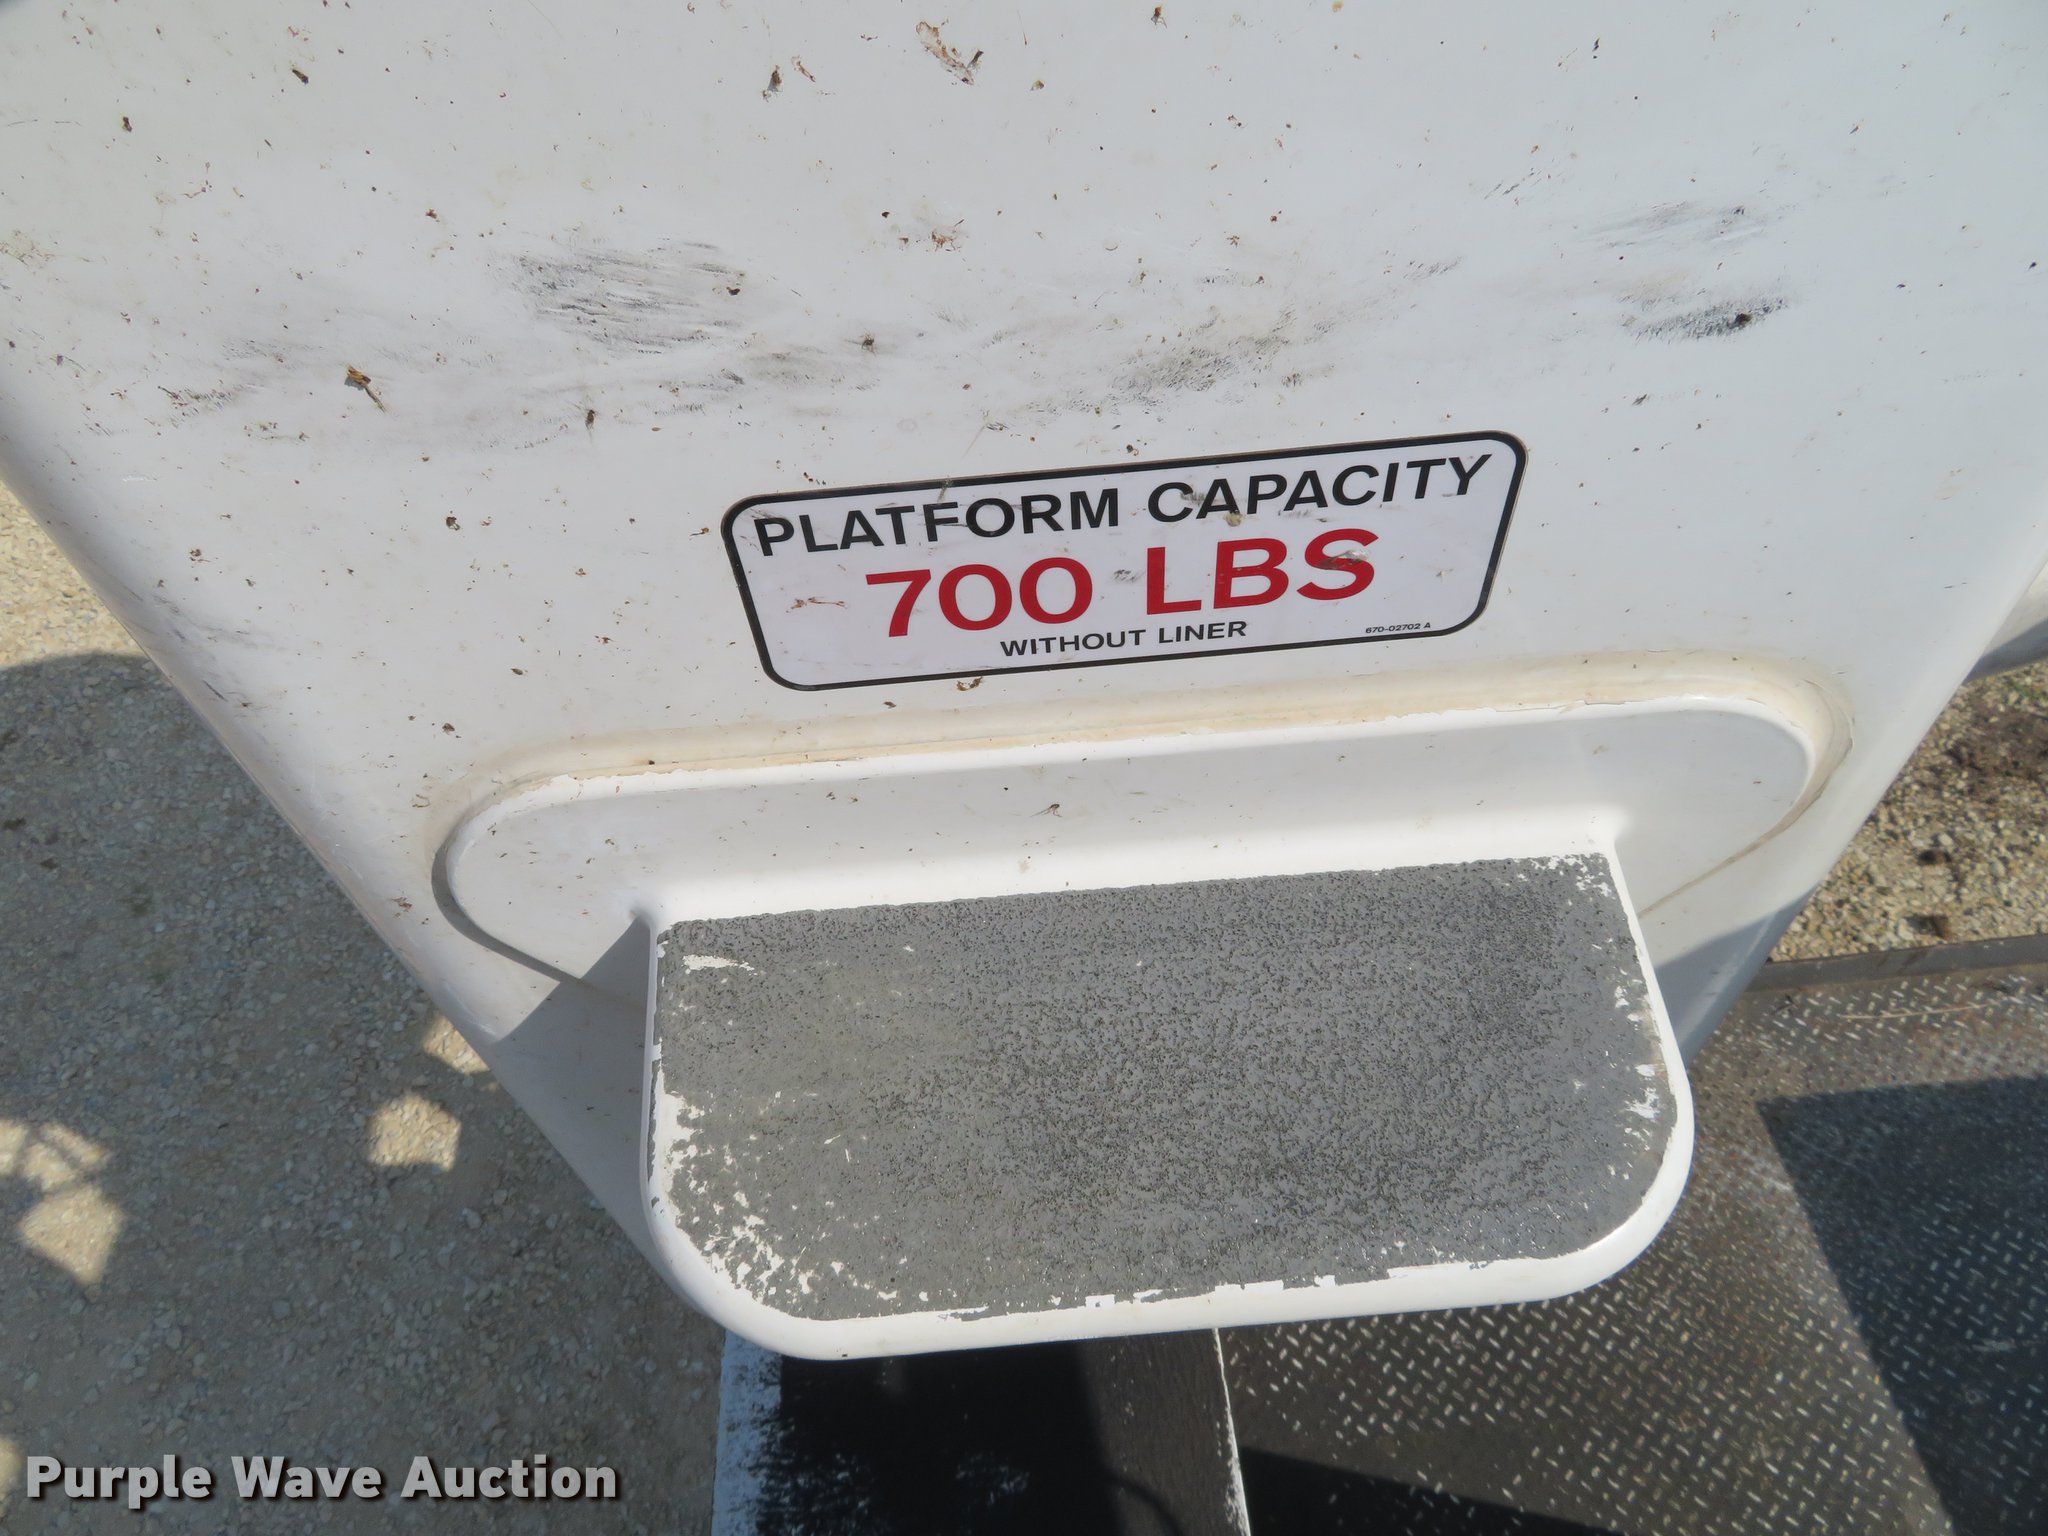 PLATFORM CAPACITY
700 LBS
WITHOUT LINER
670-02702 A
Purple Wave Auction